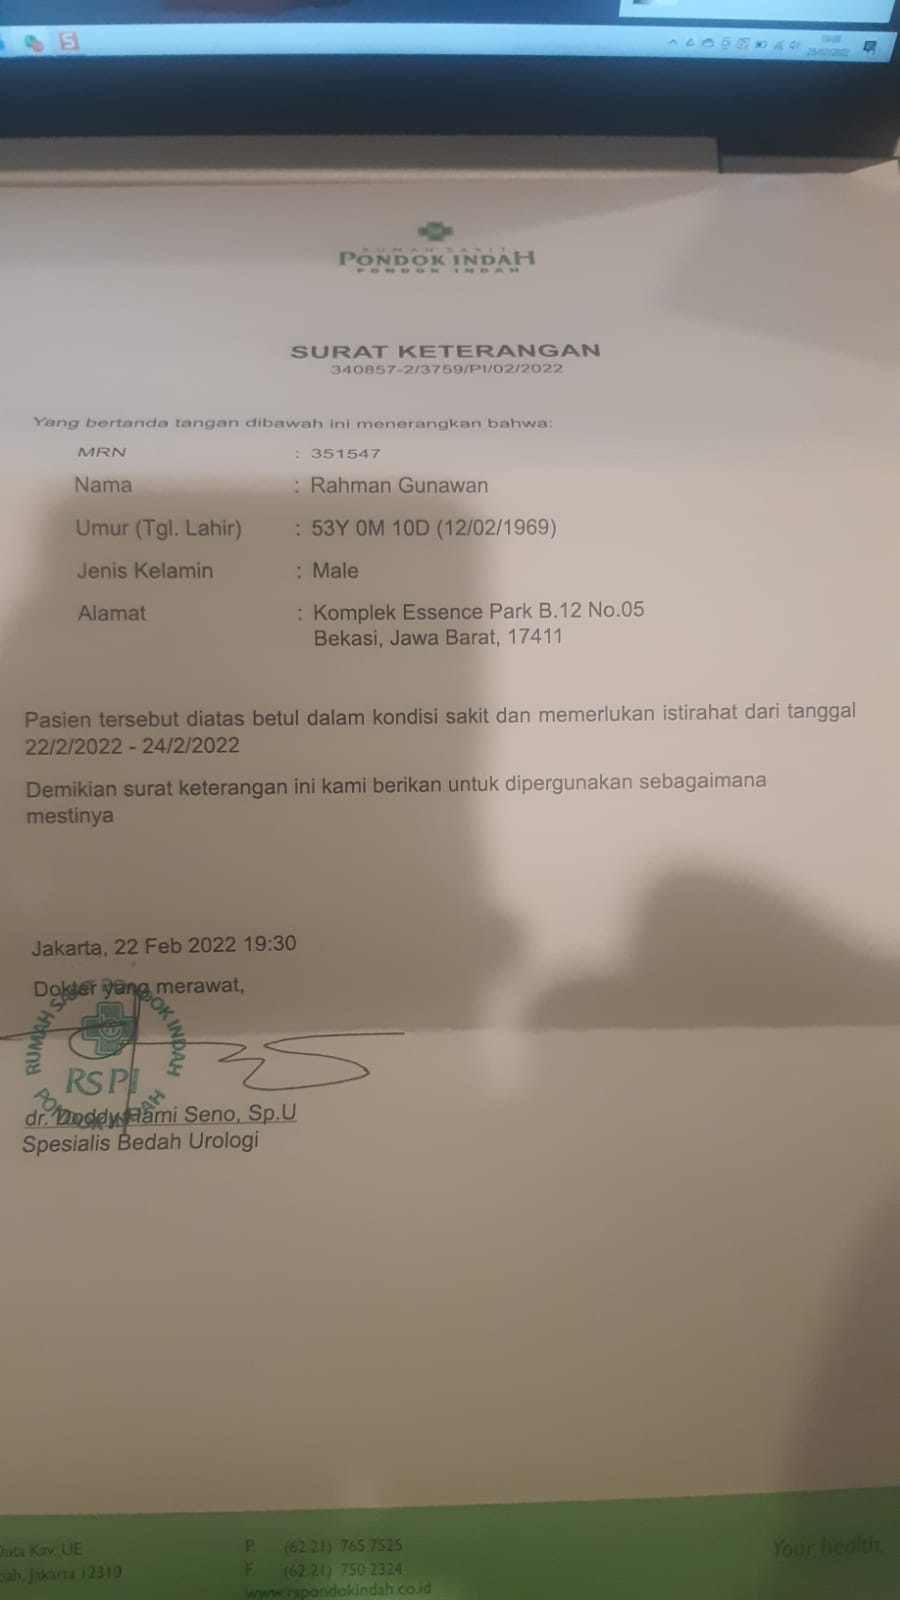 S
25/02/2022
RUMAH SAKIT
PONDOK INDAH
PONDOK INDAH
SURAT KETERANGAN
340857-2/3759/PI/02/2022
Yang bertanda tangan dibawah ini menerangkan bahwa:
MRN : 351547
Nama : Rahman Gunawan
Umur (Tgl. Lahir) : 53Y 0M 10D (12/02/1969)
Jenis Kelamin : Male
Alamat : Komplek Essence Park B.12 No.05
Bekasi, Jawa Barat, 17411
Pasien tersebut diatas betul dalam kondisi sakit dan memerlukan istirahat dari tanggal
22/2/2022 - 24/2/2022
Demikian surat keterangan ini kami berikan untuk dipergunakan sebagaimana
mestinya
Jakarta, 22 Feb 2022 19:30
Dokter yang merawat,
RUMAH SAKIT PONDOK INDAH
RSPI
PONDOK INDAH
dr. Doddy Hami Seno, Sp.U
Spesialis Bedah Urologi
Duta Kav. UE
dah, Jakarta 12310
P. (62.21) 765 7525
F. (62.21) 750 2324
www.rspondokindah.co.id
Your health,